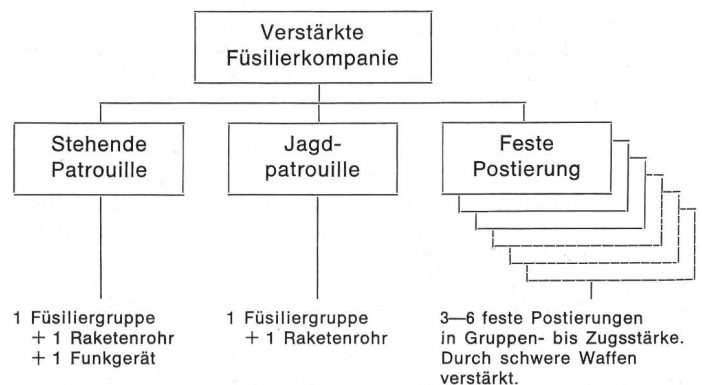 Verstärkte
Füsilierkompanie
Stehende
Patrouille
Jagd-
patrouille
Feste
Postierung
1 Füsiliergruppe
+ 1 Raketenrohr
+ 1 Funkgerät
1 Füsiliergruppe
+ 1 Raketenrohr
3—6 feste Postierungen
in Gruppen- bis Zugsstärke.
Durch schwere Waffen
verstärkt.